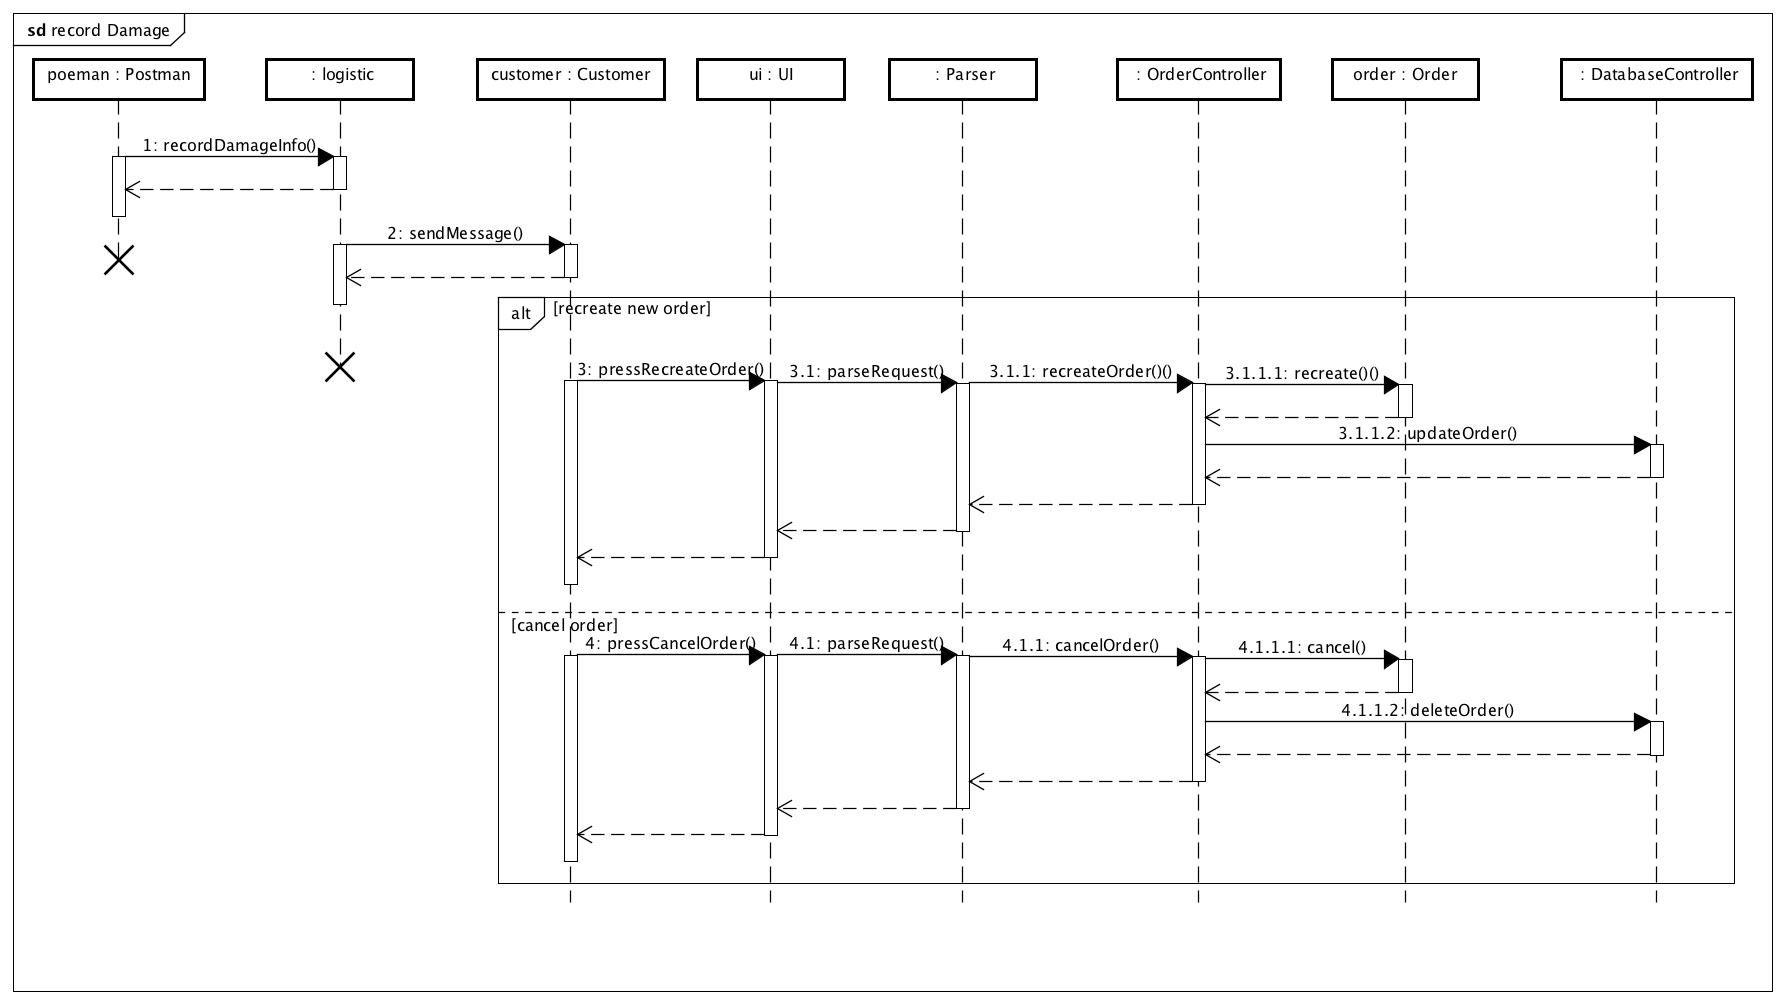 sd record Damage
poeman : Postman
: logistic
customer : Customer
ui : UI
: Parser
: OrderController
order : Order
: DatabaseController
1: recordDamageInfo()
2: sendMessage()
alt
[recreate new order]
3: pressRecreateOrder()
3.1: parseRequest()
3.1.1: recreateOrder()()
3.1.1.1: recreate()()
3.1.1.2: updateOrder()
[cancel order]
4: pressCancelOrder()
4.1: parseRequest()
4.1.1: cancelOrder()
4.1.1.1: cancel()
4.1.1.2: deleteOrder()